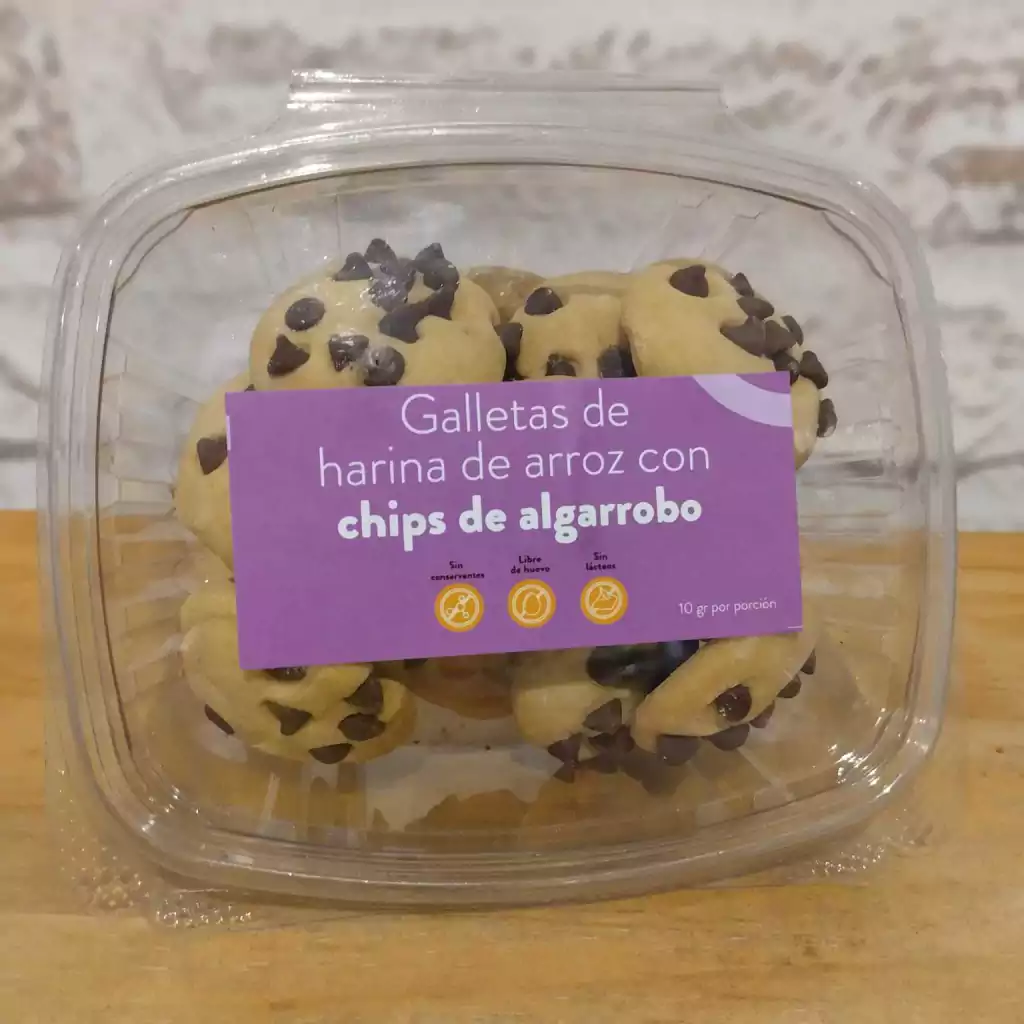 Galletas de
harina de arroz con
chips de algarrobo
Sin
conservantes
Libre
de huevo
Sin
lácteos
10 gr por porción